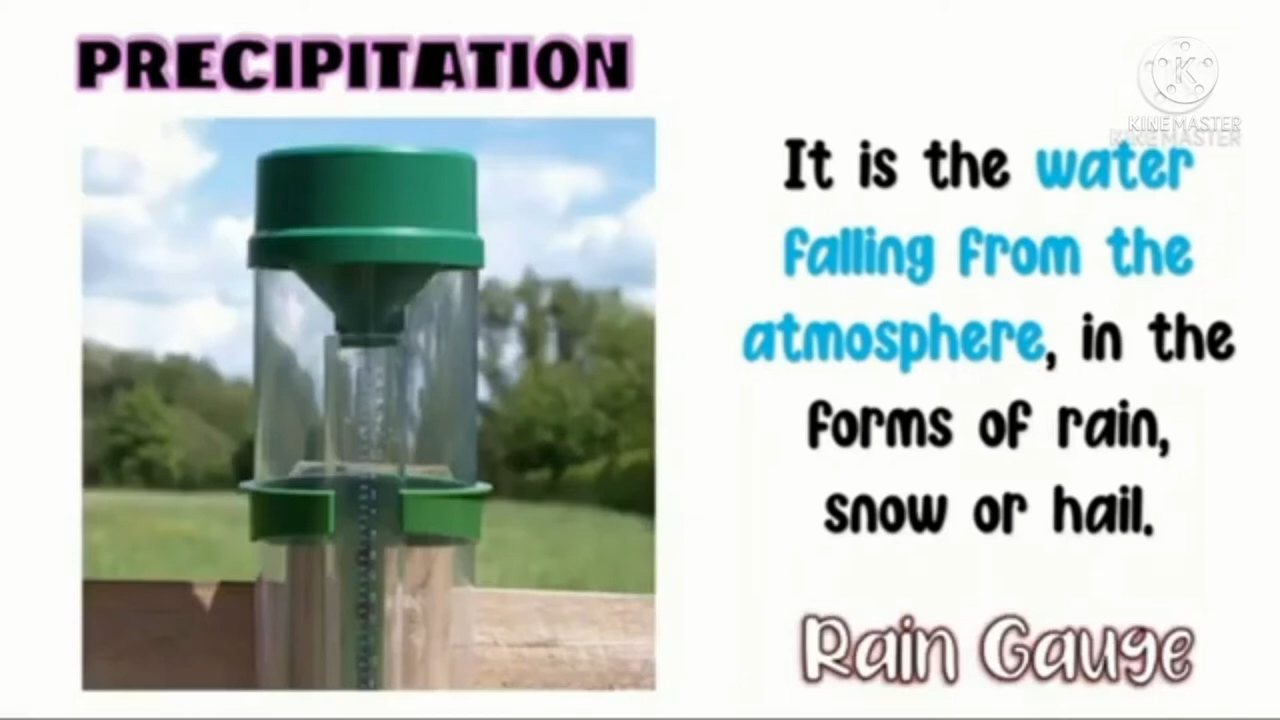 PRECIPITATION
K
KINEMASTER
KINEMASTER
It is the water
falling from the
atmosphere, in the
forms of rain,
snow or hail.
Rain Gauge